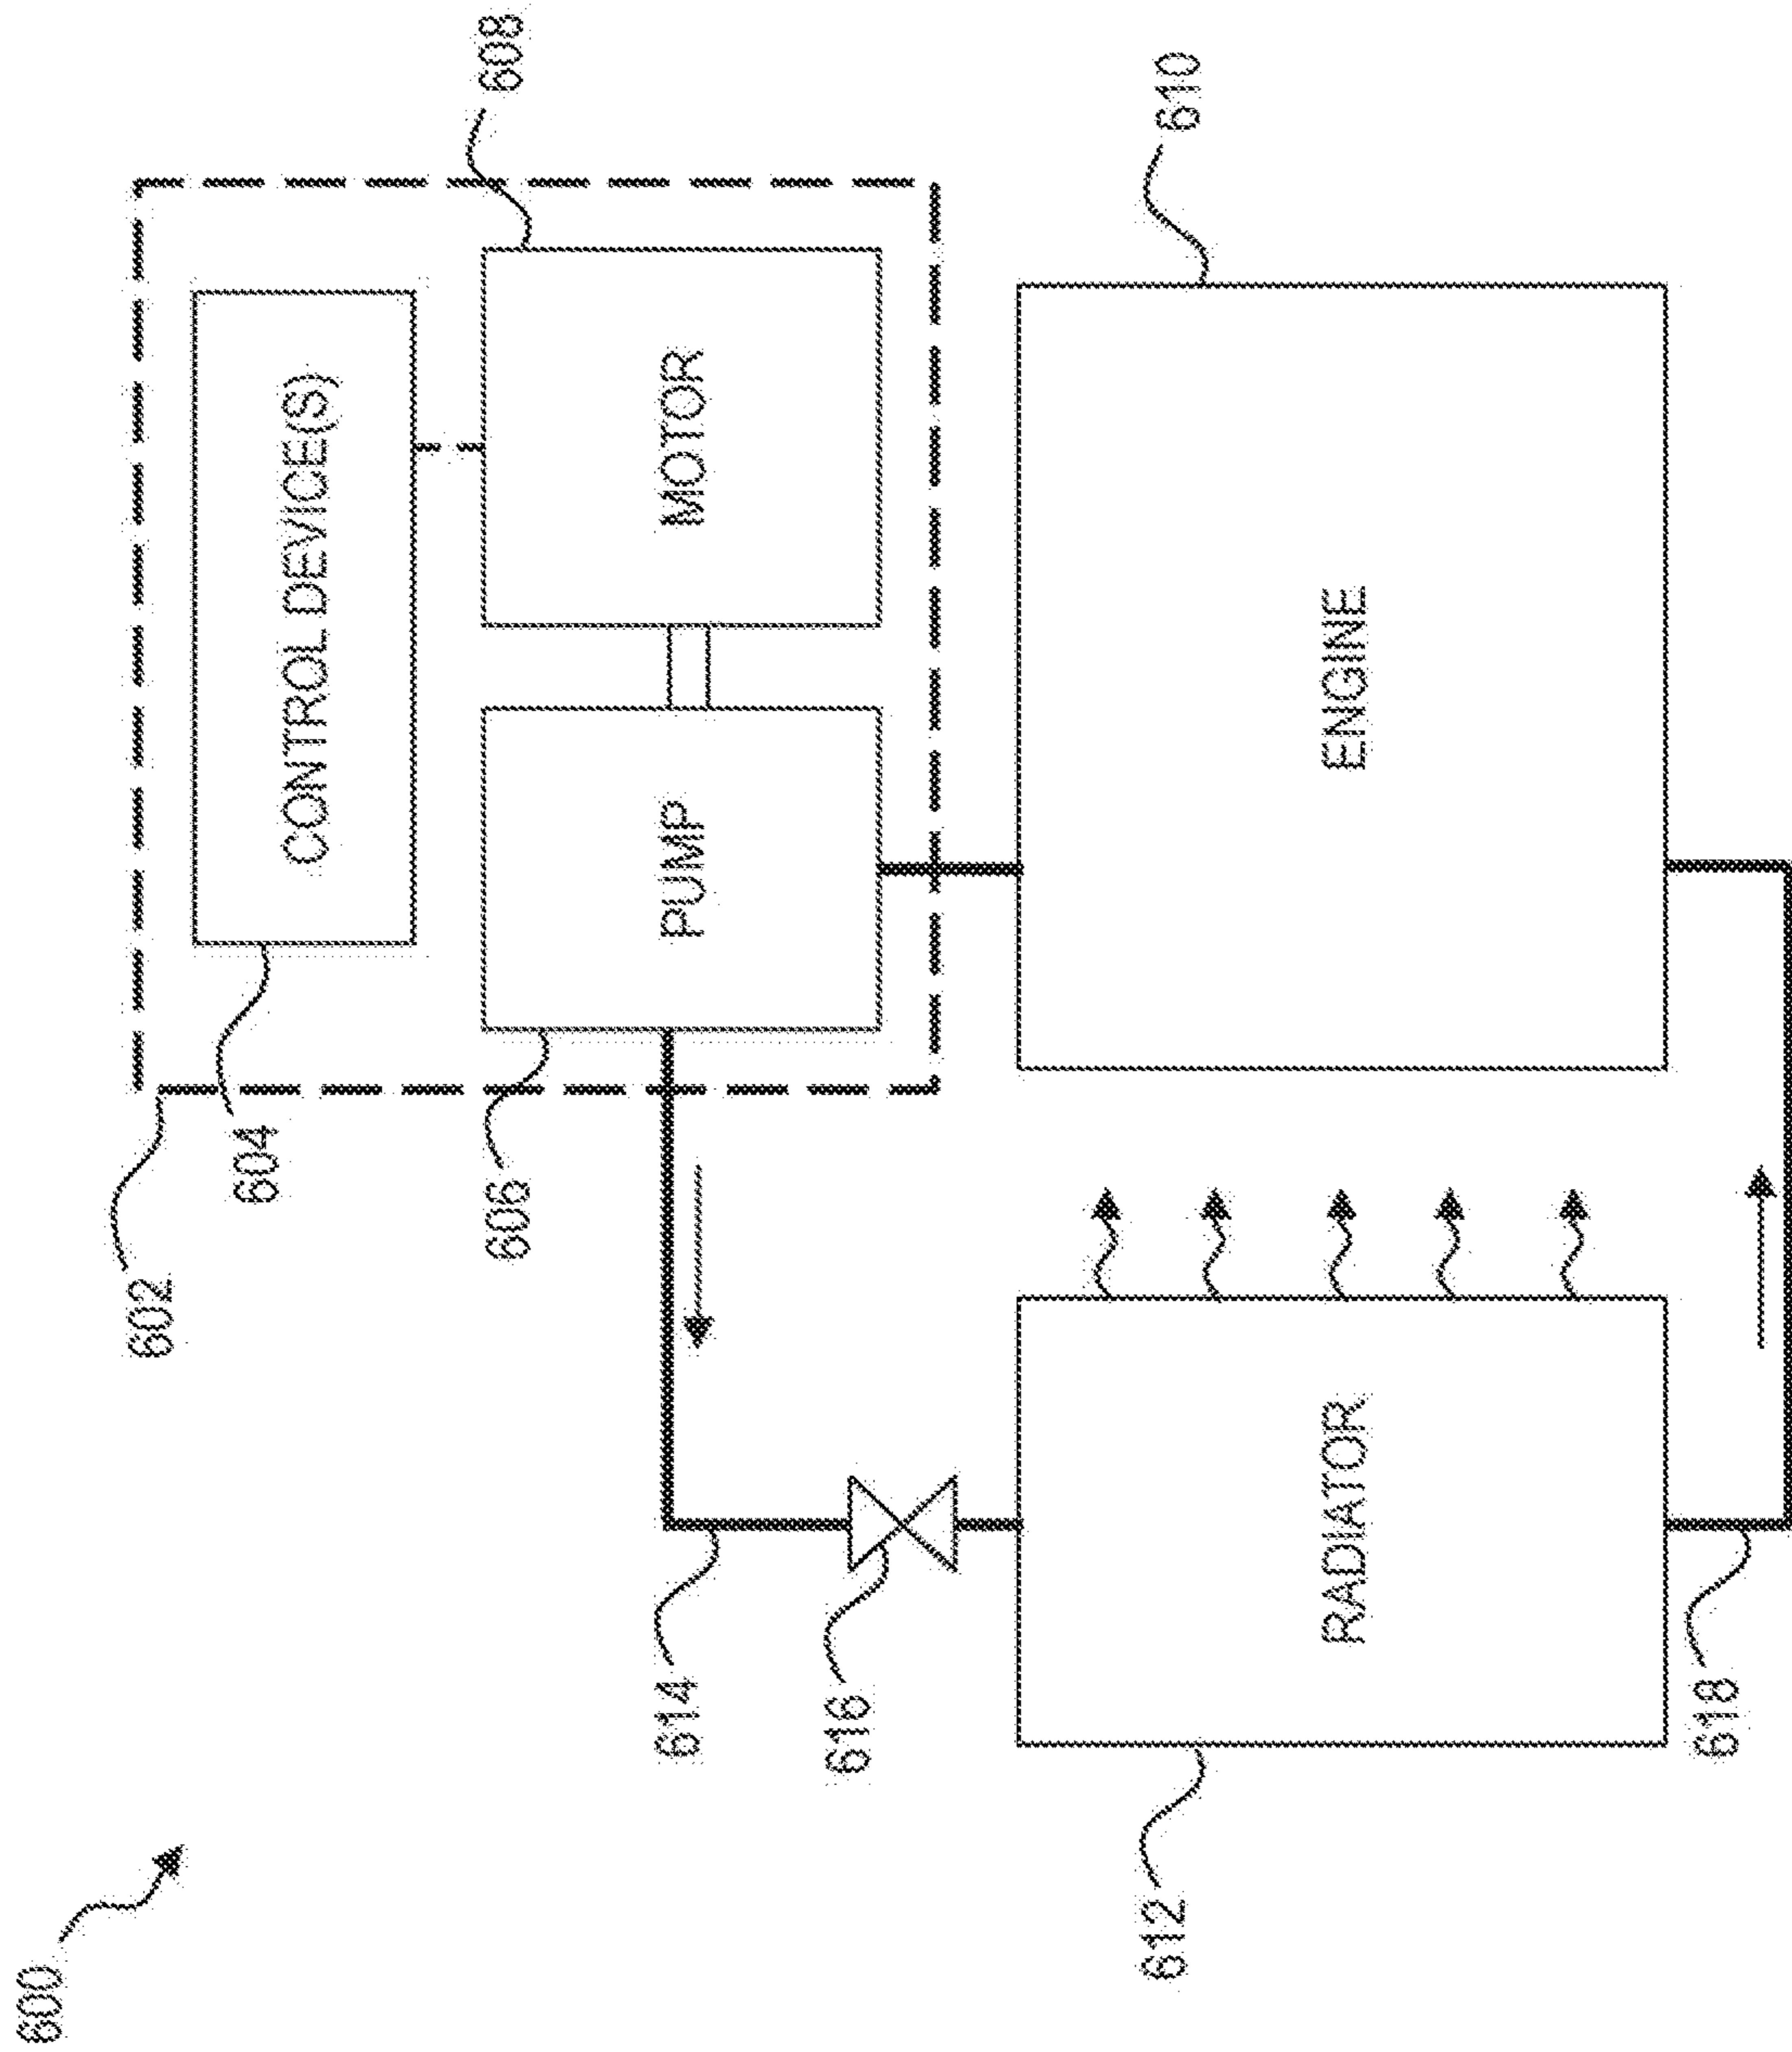 600
602
604
CONTROL DEVICE(S)
606
PUMP
MOTOR
608
614
616
612
RADIATOR
ENGINE
610
618